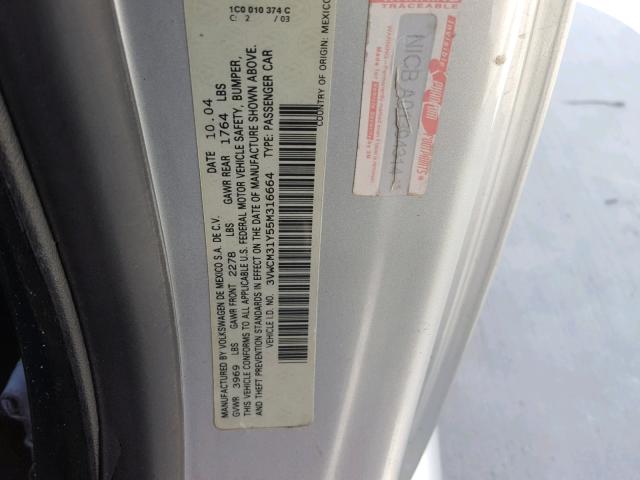 MANUFACTURED BY VOLKSWAGEN DE MEXICO S.A. DE C.V. DATE 10.04
GVWR 3969 LBS GAWR FRONT 2278 LBS GAWR REAR 1764 LBS
THIS VEHICLE CONFORMS TO ALL APPLICABLE U.S. FEDERAL MOTOR VEHICLE SAFETY, BUMPER,
AND THEFT PREVENTION STANDARDS IN EFFECT ON THE DATE OF MANUFACTURE SHOWN ABOVE.
VEHICLE I.D. NO. 3VWCM31Y55M316664 TYPE: PASSENGER CAR
COUNTRY OF ORIGIN: MEXICO
1C0 010 374 C
C: 2 / 03
TRACEABLE